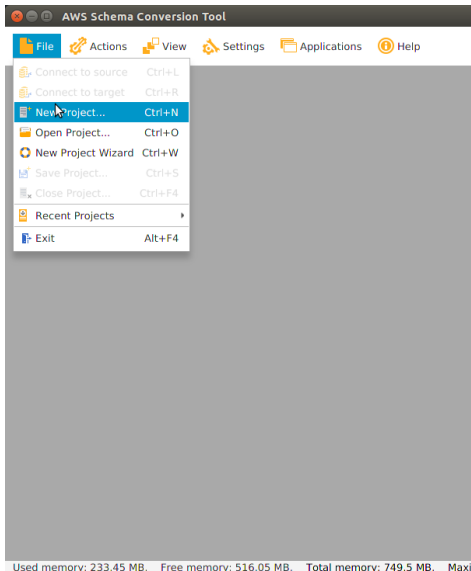 AWS Schema Conversion Tool
File Actions View Settings Applications Help
Connect to source Ctrl+L
Connect to target Ctrl+R
New Project... Ctrl+N
Open Project... Ctrl+O
New Project Wizard Ctrl+W
Save Project... Ctrl+S
Close Project... Ctrl+F4
Recent Projects
Exit Alt+F4
Used memory: 233.45 MB. Free memory: 516.05 MB. Total memory: 749.5 MB. Maxi